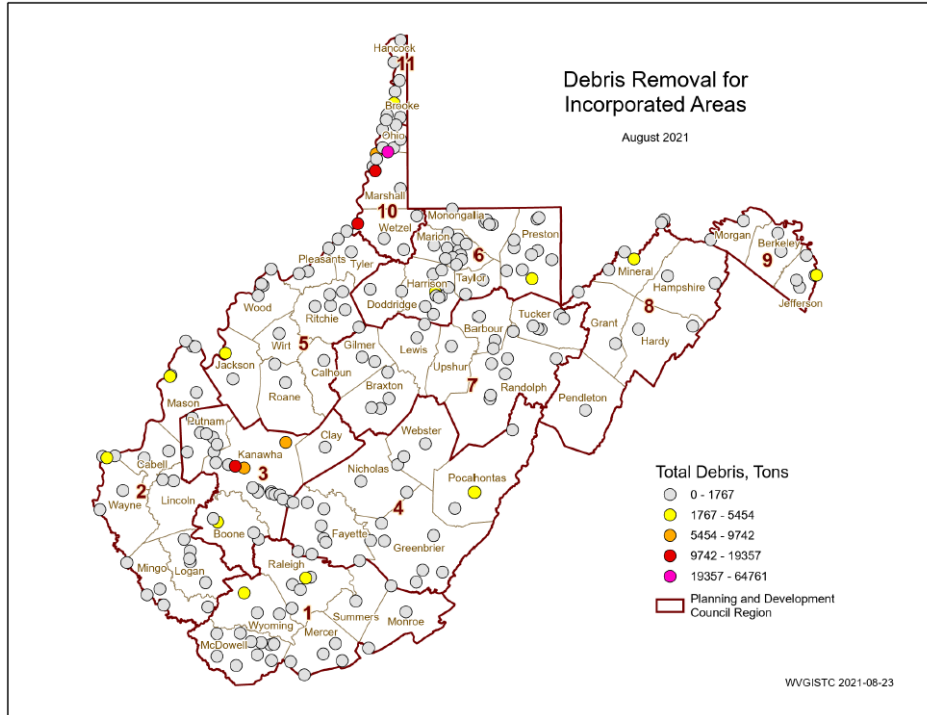 Debris Removal for
Incorporated Areas
August 2021
Hancock
11
Brooke
Ohio
Marshall
10
Wetzel
Monongalia
Marion
Preston
6
Pleasants
Tyler
Harrison
Taylor
Doddridge
Wood
Ritchie
Morgan
Berkeley
9
Jefferson
Mineral
Hampshire
8
Grant
Hardy
Barbour
Tucker
Wirt
5
Gilmer
Lewis
Upshur
Jackson
Calhoun
Roane
Braxton
7
Randolph
Pendleton
Mason
Putnam
Kanawha
Clay
Webster
3
Cabell
Nicholas
Pocahontas
2
Wayne
Lincoln
4
Boone
Fayette
Greenbrier
Mingo
Logan
Raleigh
Wyoming
1
Summers
Monroe
Mercer
McDowell
Total Debris, Tons
0 - 1767
1767 - 5454
5454 - 9742
9742 - 19357
19357 - 64761
Planning and Development
Council Region
WVGISTC 2021-08-23